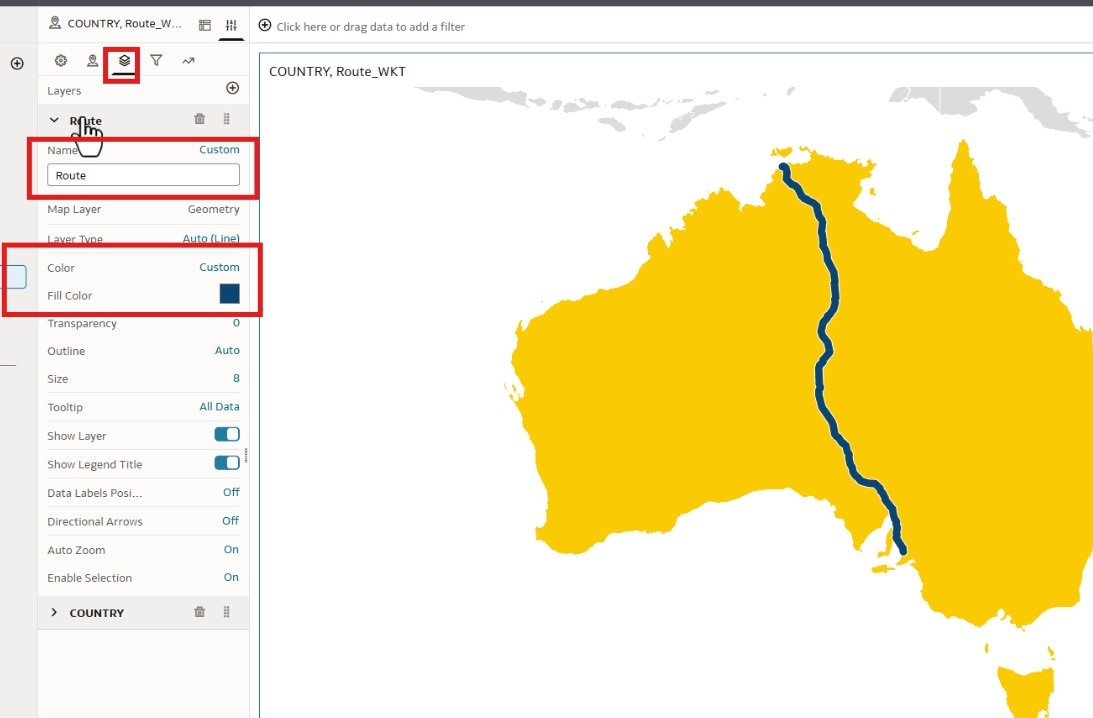 COUNTRY, Route_W...
Click here or drag data to add a filter
Layers
Route
Name Custom
Route
Map Layer Geometry
Layer Type Auto (Line)
Color Custom
Fill Color
Transparency 0
Outline Auto
Size 8
Tooltip All Data
Show Layer
Show Legend Title
Data Labels Posi... Off
Directional Arrows Off
Auto Zoom On
Enable Selection On
COUNTRY
COUNTRY, Route_WKT